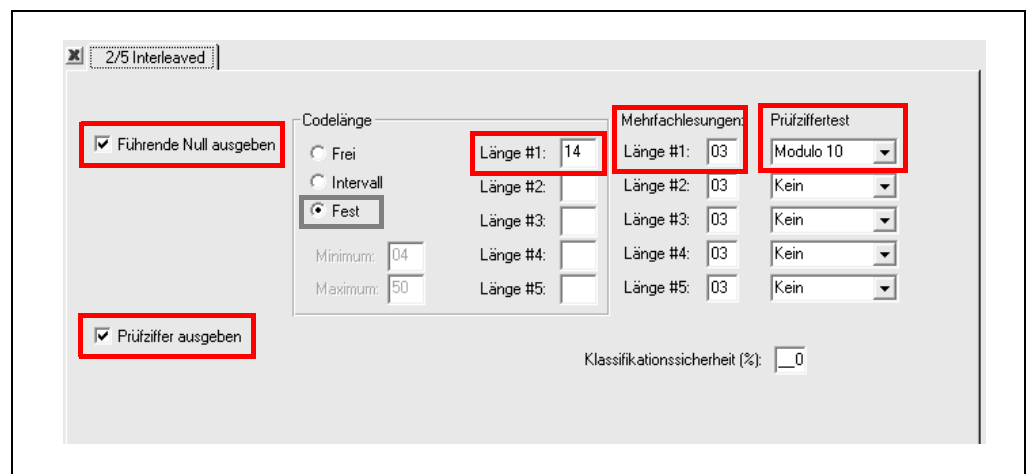 2/5 Interleaved
Führende Null ausgeben
Codelänge
Frei
Intervall
Fest
Minimum: 04
Maximum: 50
Länge #1: 14
Länge #2:
Länge #3:
Länge #4:
Länge #5:
Mehrfachlesungen:
Länge #1: 03
Länge #2: 03
Länge #3: 03
Länge #4: 03
Länge #5: 03
Prüfziffertest
Modulo 10
Kein
Kein
Kein
Kein
Prüfziffer ausgeben
Klassifikationssicherheit (%): __0